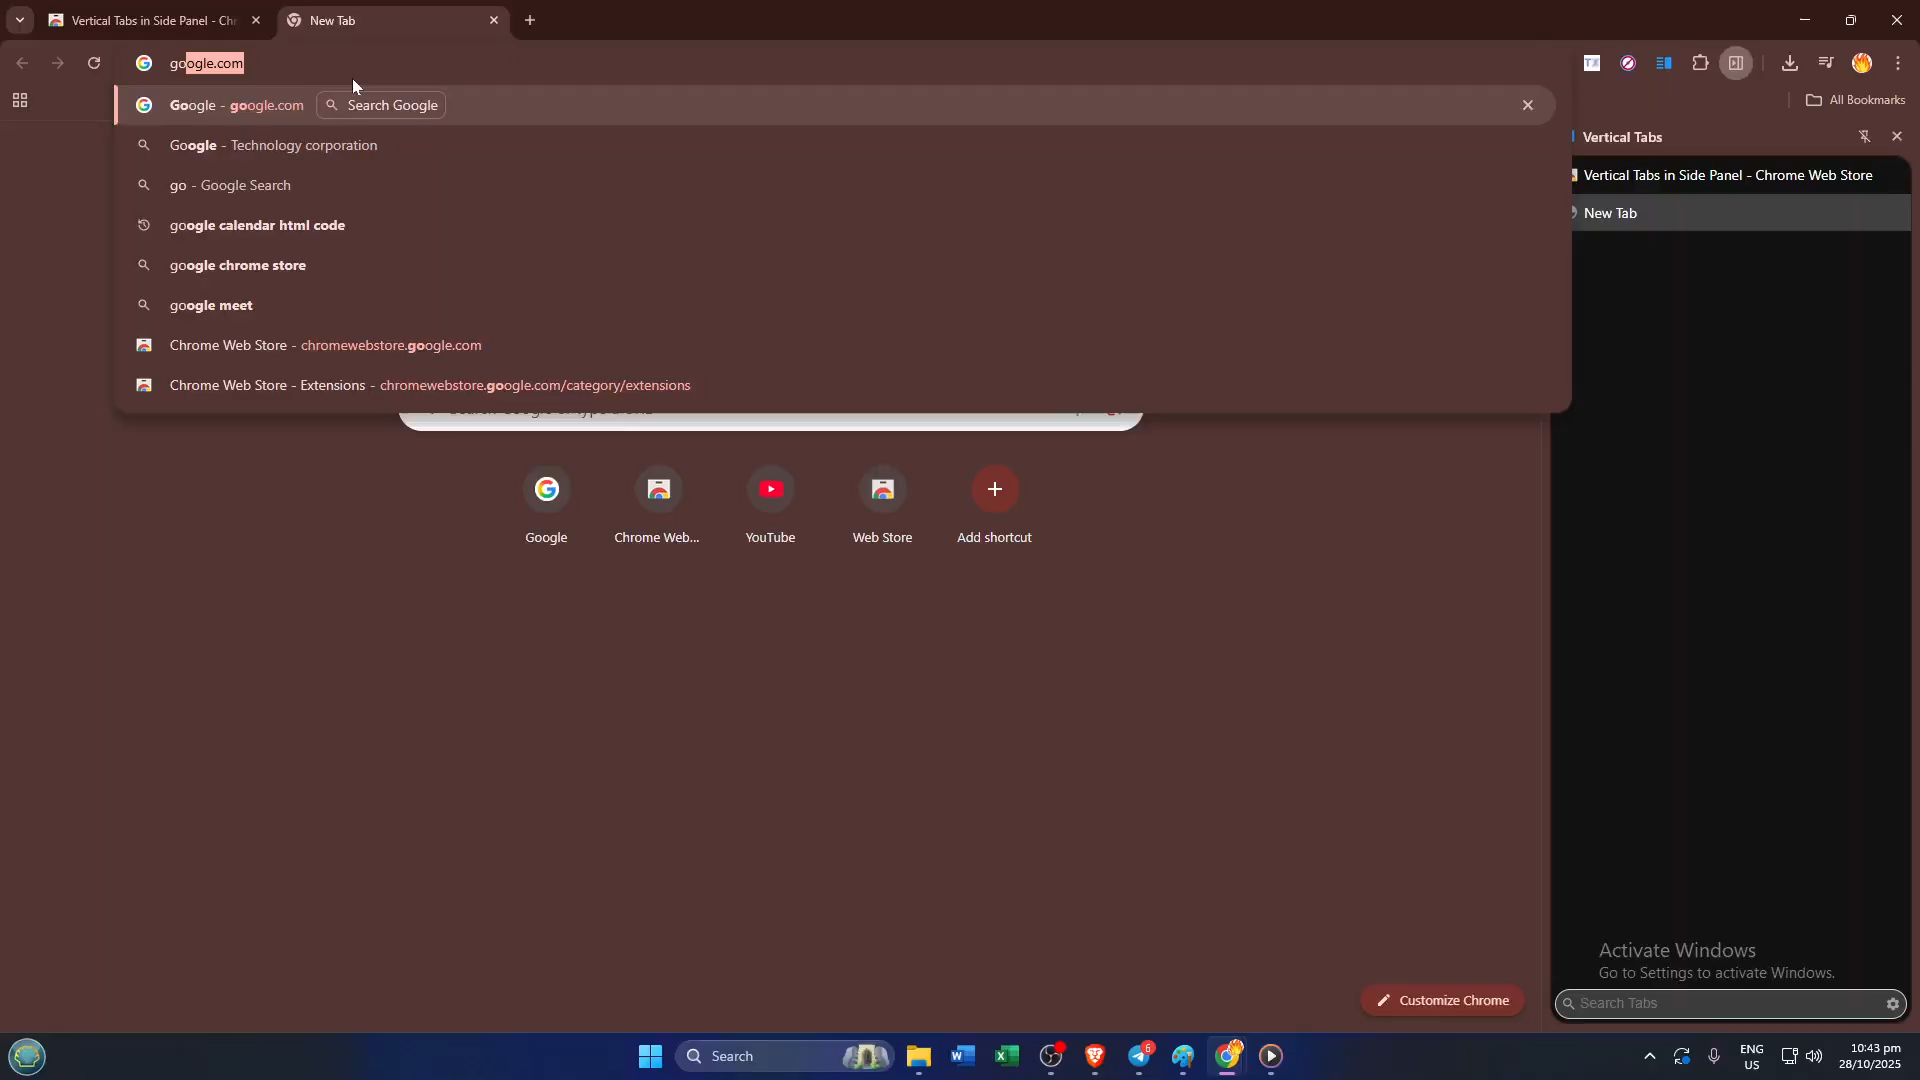 Vertical Tabs in Side Panel - Chr
New Tab
google.com
Google - google.com Search Google
All Bookmarks
Google - Technology corporation
Vertical Tabs
go - Google Search
Vertical Tabs in Side Panel - Chrome Web Store
New Tab
google calendar html code
google chrome store
google meet
Chrome Web Store - chromewebstore.google.com
Chrome Web Store - Extensions - chromewebstore.google.com/category/extensions
Google
Chrome Web...
YouTube
Web Store
Add shortcut
Activate Windows
Go to Settings to activate Windows.
Customize Chrome
Search Tabs
Search
6
ENG
US
10:43 pm
28/10/2025